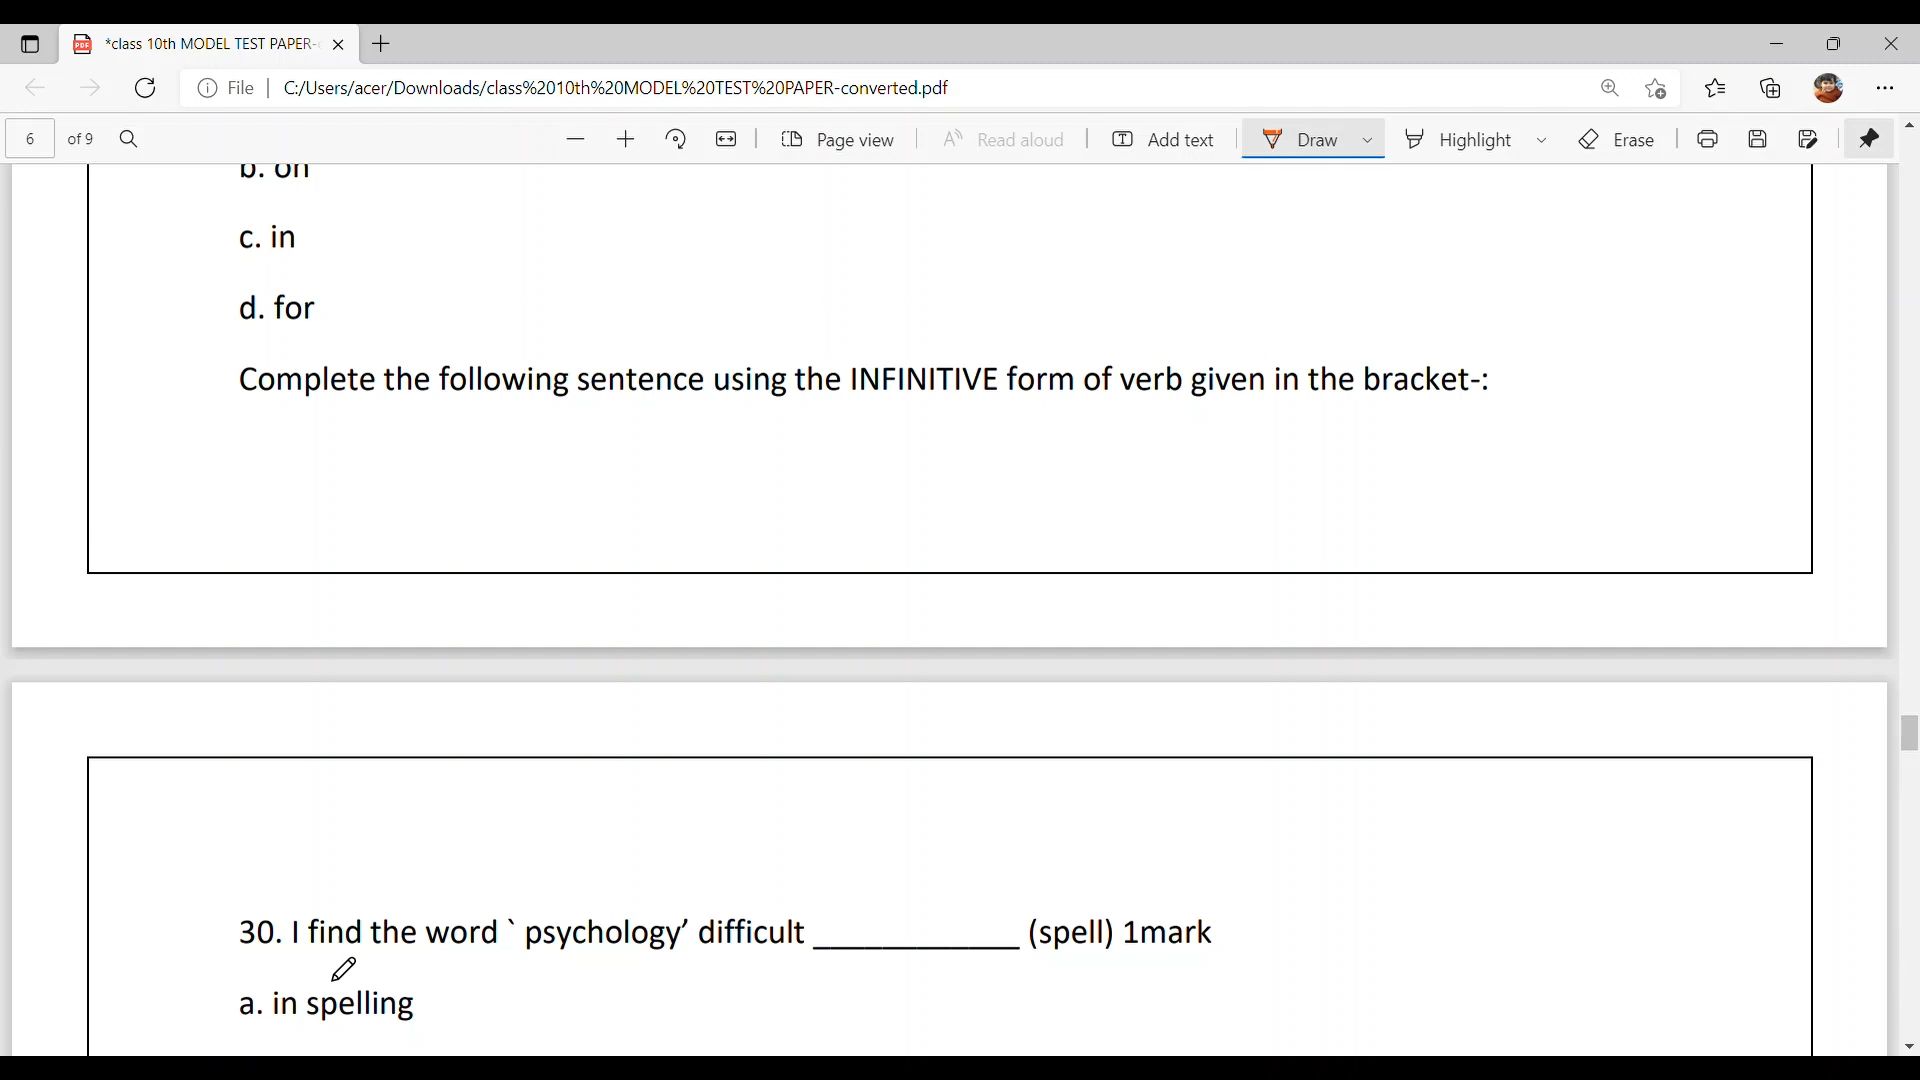 *class 10th MODEL TEST PAPER-
File
C:/Users/acer/Downloads/class%2010th%20MODEL%20TEST%20PAPER-converted.pdf
6 of 9
Page view
Read aloud
Add text
Draw
Highlight
Erase
b. on
c. in
d. for
Complete the following sentence using the INFINITIVE form of verb given in the bracket-:
30. I find the word ` psychology’ difficult ____________ (spell) 1mark
a. in spelling